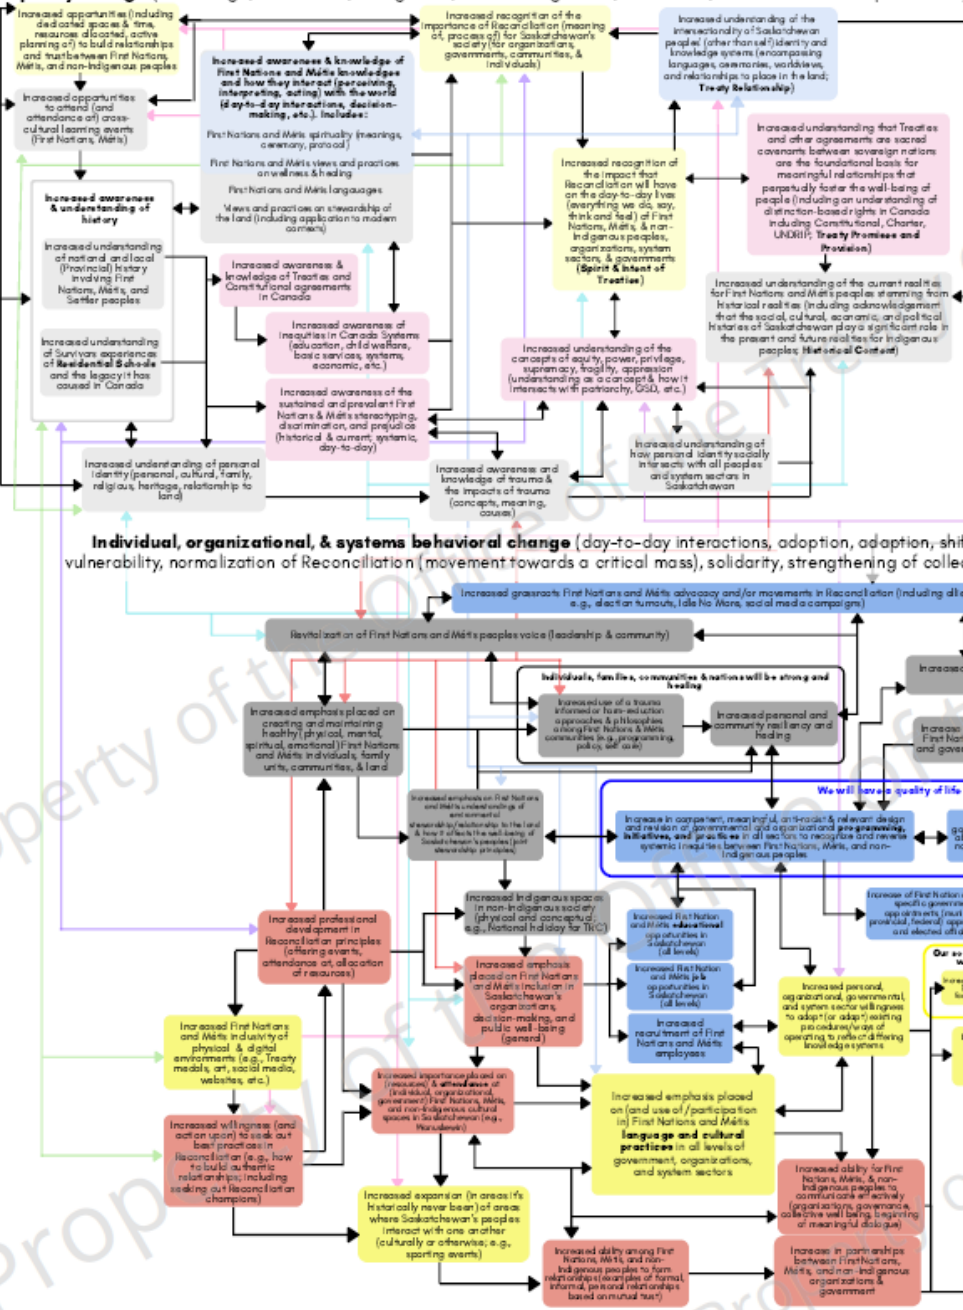 Increased opportunities (including
dedicated spaces & time,
resources allocated, active
planning of) to build relationships
and trust between First Nations,
Métis, and non-Indigenous peoples
Increased opportunities
to attend (and
attendance at) cross-
cultural learning events
(First Nations, Métis)
Increased awareness
& understanding of
history
Increased understanding
of national and local
(Provincial) history
involving First
Nations, Métis, and
Settler peoples
Increased understanding
of Survivors experiences
of Residential Schools
and the legacy it has
caused in Canada
Increased understanding of personal
identity (personal, cultural, family,
religious, heritage, relationship to
land)
Increased awareness & knowledge of
First Nations and Métis knowledges
and how they interact (perceiving,
interpreting, acting) with the world
(day-to-day interactions, decision-
making, etc.). Includes:
First Nations and Métis spirituality (meanings,
ceremony, protocol)
First Nations and Métis views and practices
on wellness & healing
First Nations and Métis languages
Views and practices on stewardship of
the land (including application to modern
contexts)
Increased awareness &
knowledge of Treaties and
Constitutional agreements
in Canada
Increased awareness of
Inequities in Canada Systems
(education, child welfare,
basic services, systems,
economic, etc.)
Increased awareness of the
sustained and prevalent First
Nations & Métis stereotyping,
discrimination, and prejudice
(historical & current; systemic,
day-to-day)
Increased recognition of the
importance of Reconciliation (meaning
of, process of) for Saskatchewan's
society (for organizations,
governments, communities, &
individuals)
Increased recognition of
the impact that
Reconciliation will have
on the day-to-day lives
(everything we do, say,
think and feel) of First
Nations, Métis, & non-
Indigenous peoples,
organizations, system
sectors, & governments
(Spirit & Intent of
Treaties)
Increased understanding of the
concepts of equity, power, privilege,
supremacy, fragility, oppression
(understanding as a concept & how it
intersects with patriarchy, GSD, etc.)
Increased awareness and
knowledge of trauma &
the impacts of trauma
(concepts, meaning,
causes)
Increased understanding of the
intersectionality of Saskatchewan
peoples' (other than self) identity and
knowledge systems (encompassing
languages, ceremonies, worldviews,
and relationships to place in the land;
Treaty Relationship)
Increased understanding that Treaties
and other agreements are sacred
covenants between sovereign nations
are the foundational basis for
meaningful relationships that
perpetually foster the well-being of
people (including an understanding of
distinction-based rights in Canada
including Constitutional, Charter,
UNDRIP, Treaty Promises and
Provision)
Increased understanding of the current realities
for First Nations and Métis peoples stemming from
historical realities (including acknowledgement
that the social, cultural, economic, and political
histories of Saskatchewan play a significant role in
the present and future realities for Indigenous
peoples; Historical Context)
Increased understanding of
how personal identity socially
intersects with all peoples
and system sectors in
Saskatchewan
Individual, organizational, & systems behavioral change (day-to-day interactions, adoption, adaption, shif
vulnerability, normalization of Reconciliation (movement towards a critical mass), solidarity, strengthening of collec
Increased grassroots First Nations and Métis advocacy and/or movements in Reconciliation (including allie
e.g., election turnouts, Idle No More, social media campaigns)
Revitalization of First Nations and Métis peoples voice (leadership & community)
Individuals, families, communities & nations will be strong and
healing
Increased use of a trauma
informed or harm-reduction
approaches & philosophies
among First Nations & Métis
communities (e.g., programming,
policy, self care)
Increased personal and
community resiliency and
healing
Increased
Increase
First Nat
and gove
Increased emphasis placed on
creating and maintaining
healthy (physical, mental,
spiritual, emotional) First Nations
and Métis individuals, family
units, communities, & land
Increased emphasis on First Nations
and Métis understandings of
environmental
stewardship/relationship to the land
& how it affects the well-being of
Saskatchewan's peoples (joint
stewardship principles)
We will have a quality of life
Increase in competent, meaningful, anti-racist & relevant design
and revision of governmental and organizational programming,
initiatives, and practices in all sectors to recognize and reverse
systemic inequities between First Nations, Métis, and non-
Indigenous peoples
Increased Indigenous spaces
in non-Indigenous society
(physical and conceptual;
e.g., National holiday for TRC)
Increased First Nation
and Métis educational
opportunities in
Saskatchewan
(all levels)
Increased First Nation
and Métis job
opportunities in
Saskatchewan
(all levels)
Increased
recruitment of First
Nations and Métis
employees
Increase of First Nation
specific governm
appointments (muni
provincial, federal) app
and elected offici
Our so
Increased professional
development in
Reconciliation principles
(offering events,
attendance at, allocation
of resources)
Increased emphasis
placed on First Nations
and Métis inclusion in
Saskatchewan's
organizations,
decision-making, and
public well-being
(general)
Increased personal,
organizational, governmental,
and system sector willingness
to adopt (or adapt) existing
procedures/ways of
operating to reflect differing
knowledge systems
Increased First Nations
and Métis inclusivity of
physical & digital
environments (e.g., Treaty
medals, art, social media,
websites, etc.)
Increased importance placed on
(resources) & attendance at
(individual, organizational,
government) First Nations, Métis,
and non-Indigenous cultural
spaces in Saskatchewan (e.g.,
Wanuskewin)
Increased emphasis placed
on (and use of /participation
in) First Nations and Métis
language and cultural
practices in all levels of
government, organizations,
and system sectors
Increased willingness (and
action upon) to seek out
best practices in
Reconciliation (e.g., how
to build authentic
relationships; including
seeking out Reconciliation
champions)
Increased expansion (in areas it's
historically never been) of areas
where Saskatchewan's peoples
interact with one another
(culturally or otherwise; e.g.,
sporting events)
Increased ability for First
Nations, Métis, & non-
Indigenous peoples to
communicate effectively
(organizations, governance,
collective well being, beginning
of meaningful dialogue)
Increased ability among First
Nations, Métis, and non-
Indigenous peoples to form
relationships (examples of formal,
informal, personal relationships
based on mutual trust)
Increase in partnerships
between First Nations,
Métis, and non-Indigenous
organizations &
government
Property of the Office of the Treaty
Property of the Office of the